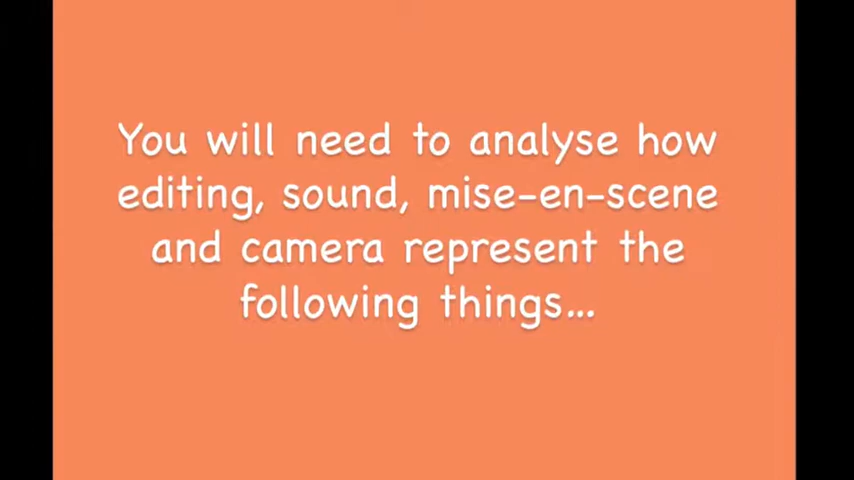 You will need to analyse how
editing, sound, mise-en-scene
and camera represent the
following things...